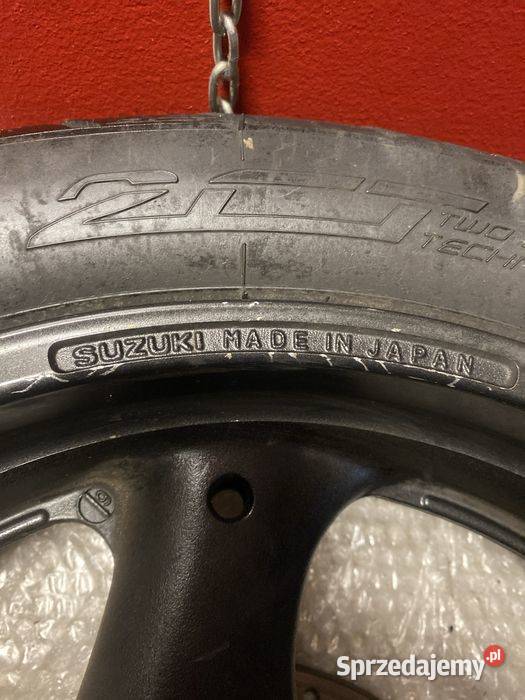 2CT
TWO
TECH
SUZUKI MADE IN JAPAN
Sprzedajemy.pl